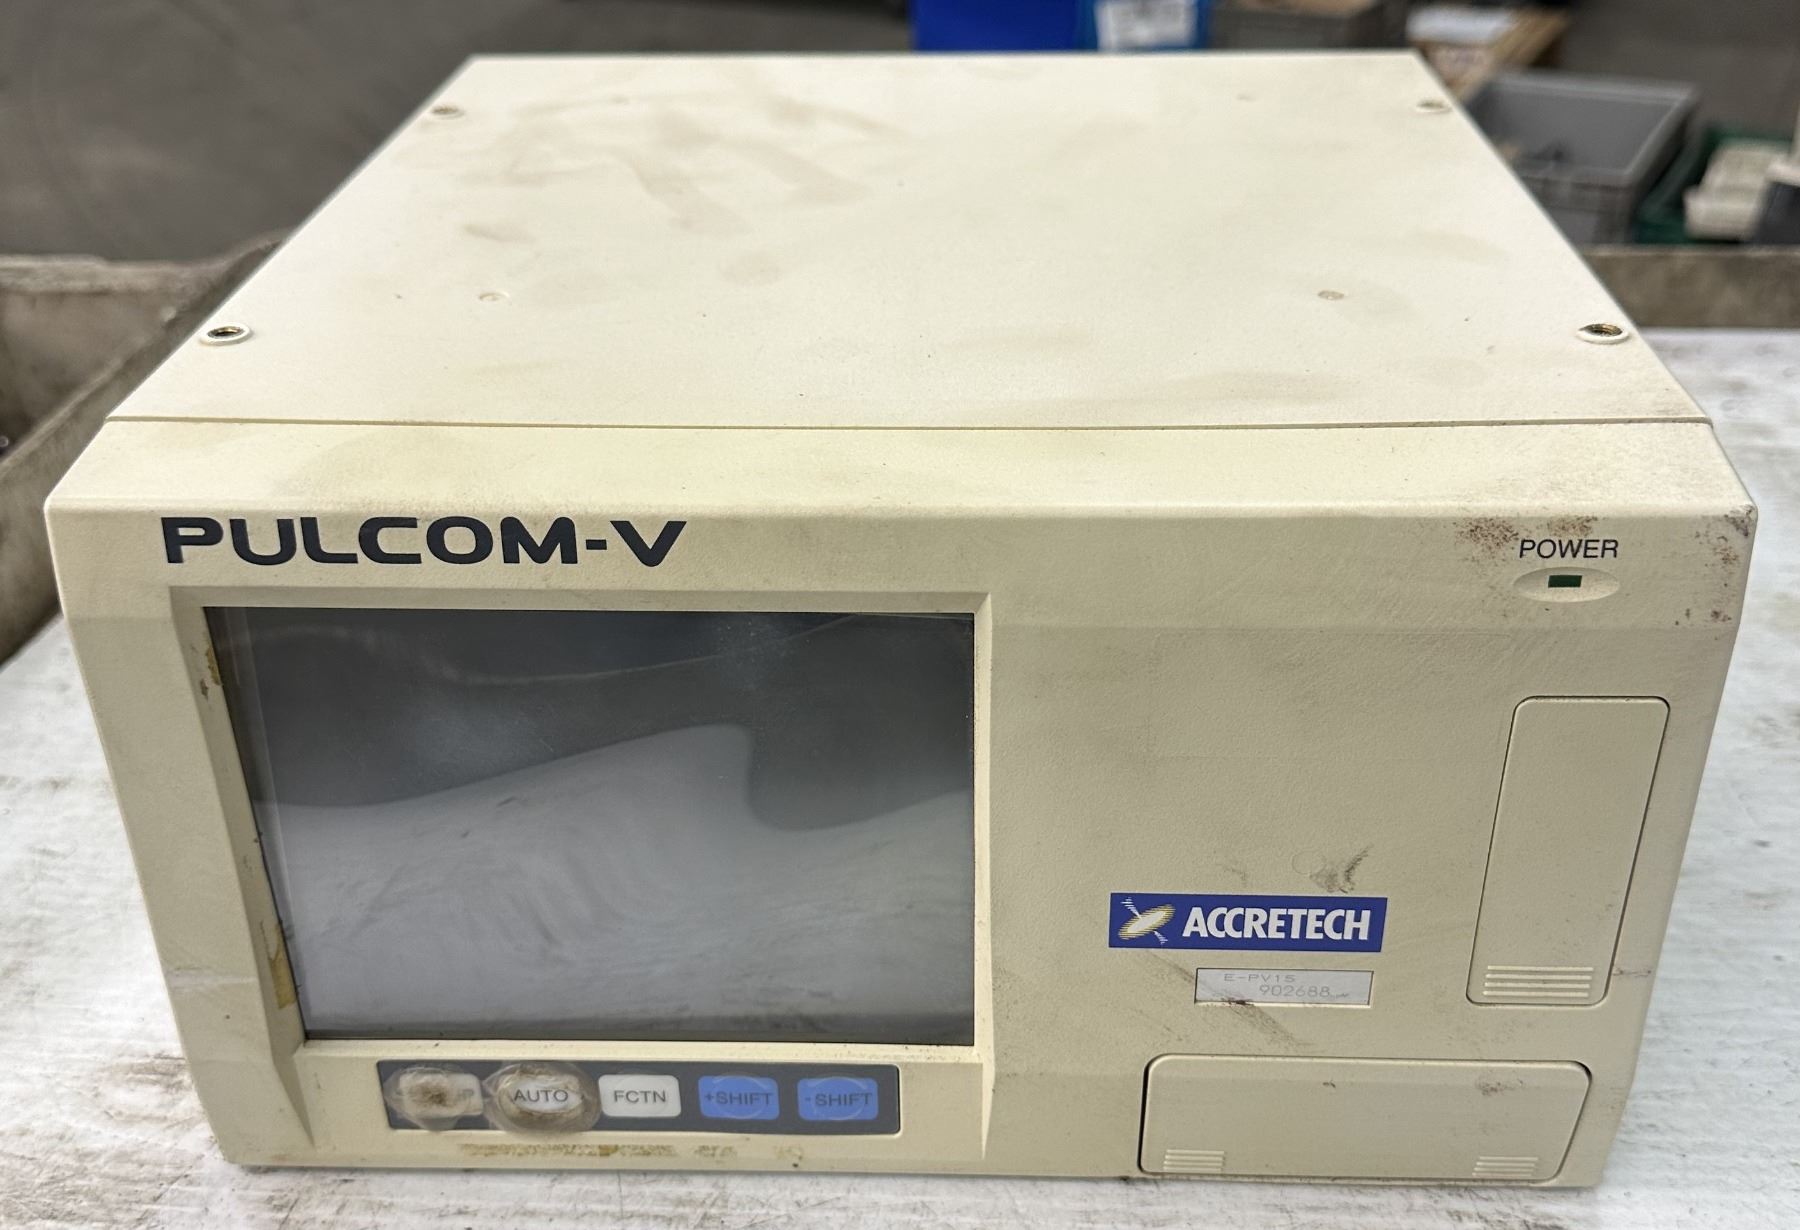 PULCOM-V
POWER
ACCRETECH
E-PV15
902688
AUTO
FCTN
+SHIFT
-SHIFT